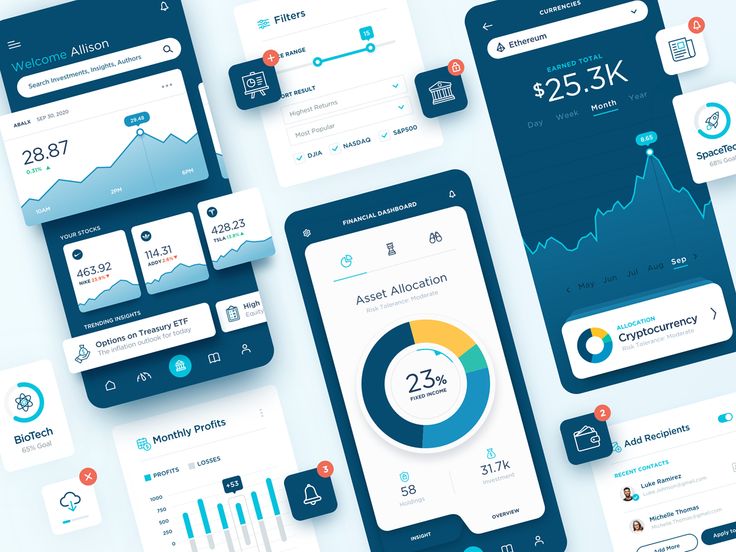 Welcome Allison
Search Investments, Insights, Authors
ABALX SEP 30, 2020
28.87
0.31%
29.48
10AM 2PM 6PM
YOUR STOCKS
463.92
NIKE 23.9%
114.31
ADDY 2.6%
428.23
TSLA 13.8%
TRENDING INSIGHTS
Options on Treasury ETF
The inflation outlook for today
High
Equity
BioTech
65% Goal
Filters
RANGE
15
RESULT
Highest Returns
Most Popular
DJIA NASDAQ S&P500
Monthly Profits
PROFITS LOSSES
+53
1000
750
500
250
3
FINANCIAL DASHBOARD
Asset Allocation
Risk Tolerance: Moderate
23%
FIXED INCOME
58
Holdings
31.7k
Investment
INSIGHT
OVERVIEW
CURRENCIES
Ethereum
EARNED TOTAL
$25.3K
Day Week Month Year
8.65
May Jun Jul Aug Sep
ALLOCATION
Cryptocurrency
Risk Tolerance: Moderate
SpaceTech
68% Goal
2
Add Recipients
RECENT CONTACTS
Luke Ramirez
Michelle Thomas
Add More
Apply to